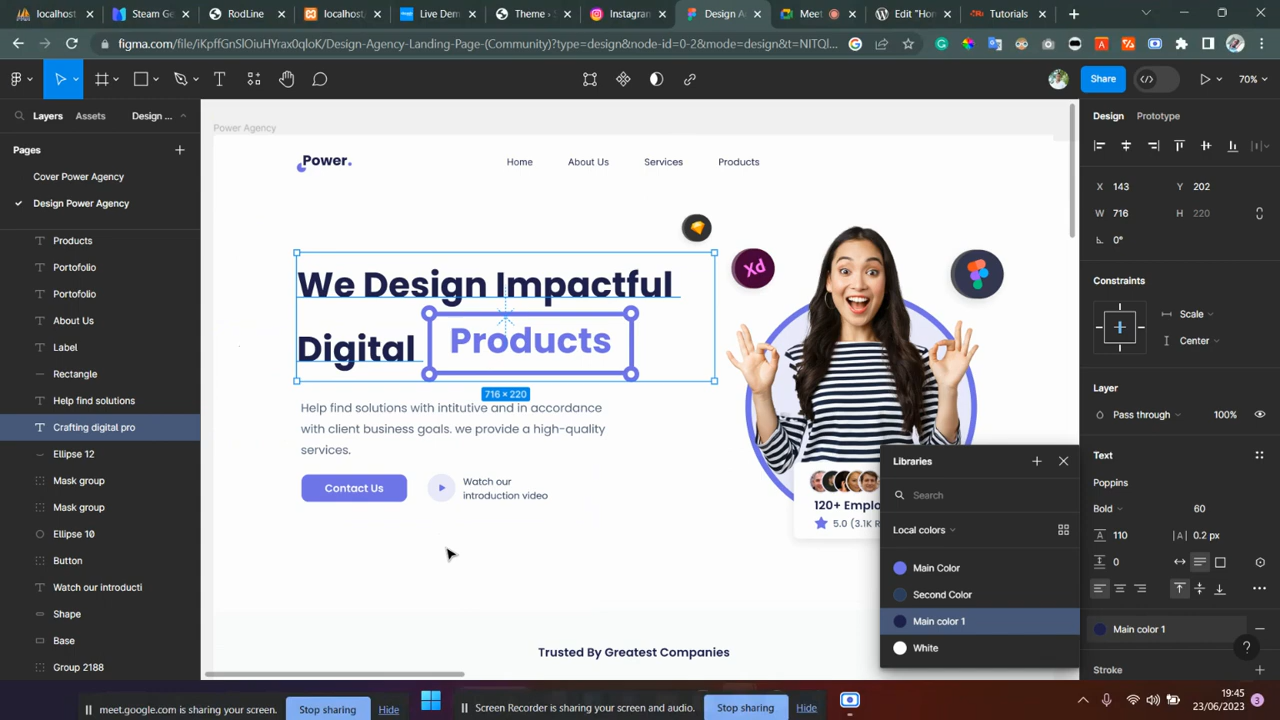 localhost
Steam Ge
RodLine
localhost/
Live Dem
Theme ‹ S
Instagram
Design A
Meet
Edit "Hom
Tutorials
figma.com/file/iKpffGnSlOiuHYrax0qloK/Design-Agency-Landing-Page-(Community)?type=design&node-id=0-2&mode=design&t=NITQL
Share
70%
Layers
Assets
Design ...
Pages
Cover Power Agency
Design Power Agency
Products
Portofolio
Portofolio
About Us
Label
Rectangle
Help find solutions
Crafting digital pro
Ellipse 12
Mask group
Mask group
Ellipse 10
Button
Watch our introducti
Shape
Base
Group 2188
Power Agency
Power.
Home
About Us
Services
Products
We Design Impactful
Digital
Products
716 × 220
Help find solutions with intitutive and in accordance
with client business goals. we provide a high-quality
services.
Contact Us
Watch our
introduction video
Xd
120+ Emplo
5.0 (3.1K R
Trusted By Greatest Companies
Libraries
Search
Local colors
Main Color
Second Color
Main color 1
White
Design
Prototype
X 143
Y 202
W 716
H 220
0°
Constraints
Scale
Center
Layer
Pass through
100%
Text
Poppins
Bold
60
110
0.2 px
0
Main color 1
Stroke
?
meet.google.com is sharing your screen.
Stop sharing
Hide
Screen Recorder is sharing your screen and audio.
Stop sharing
Hide
19:45
23/06/2023
3